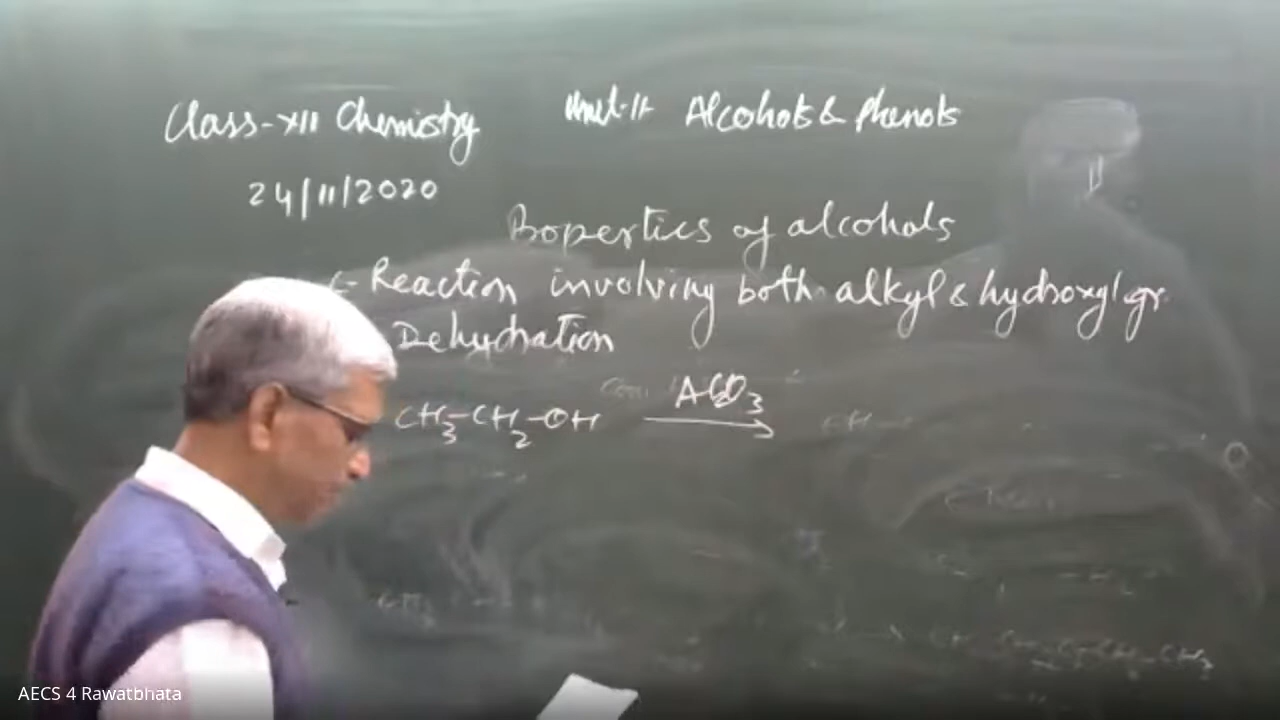 Class-XII Chemistry Unit-11 Alcohols & Phenols
24/11/2020
Properties of alcohols
- Reaction involving both alkyl & hydroxyl gr.
Dehydration
CH3-CH2-OH Al2O3 →
AECS 4 Rawatbhata